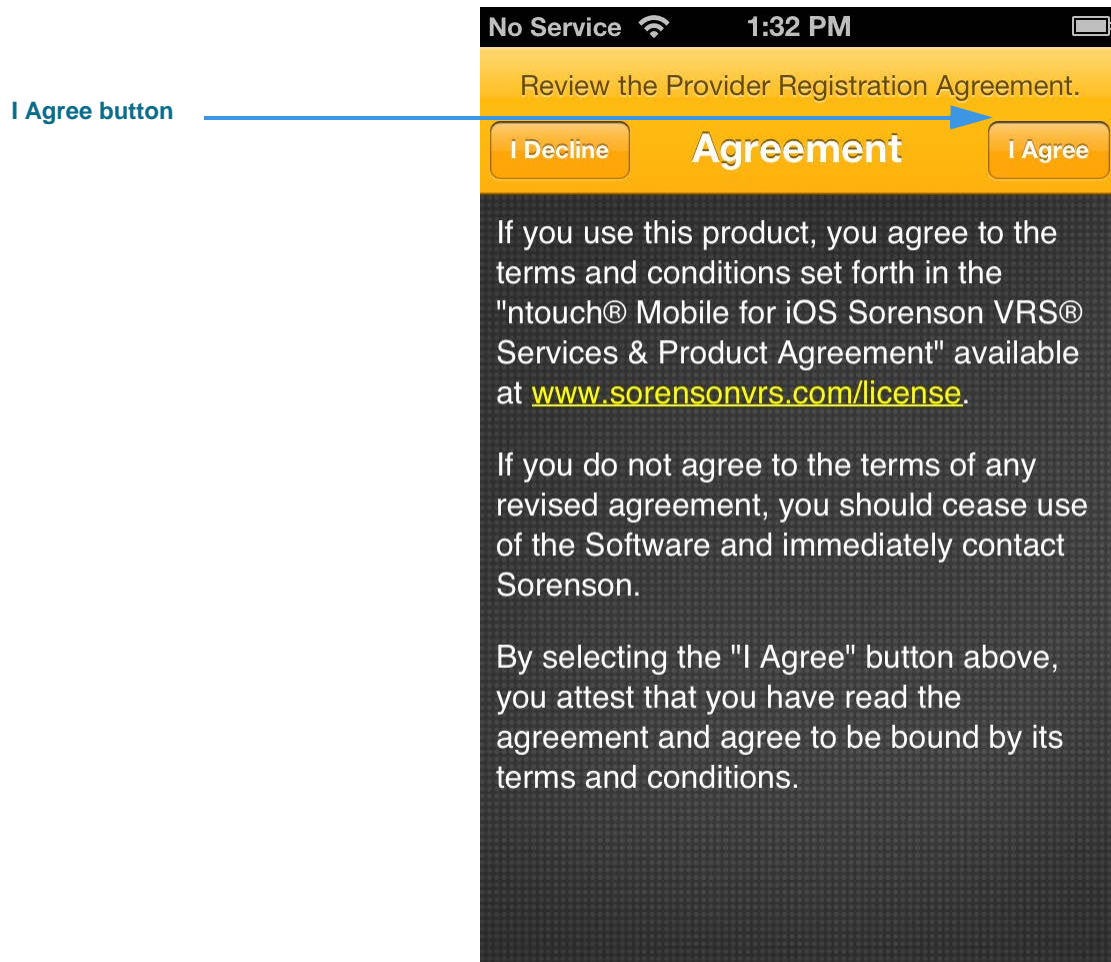 No Service 1:32 PM
Review the Provider Registration Agreement.
I Agree button
I Decline Agreement I Agree
If you use this product, you agree to the
terms and conditions set forth in the
"ntouch® Mobile for iOS Sorenson VRS®
Services & Product Agreement" available
at www.sorensonvrs.com/license.
If you do not agree to the terms of any
revised agreement, you should cease use
of the Software and immediately contact
Sorenson.
By selecting the "I Agree" button above,
you attest that you have read the
agreement and agree to be bound by its
terms and conditions.